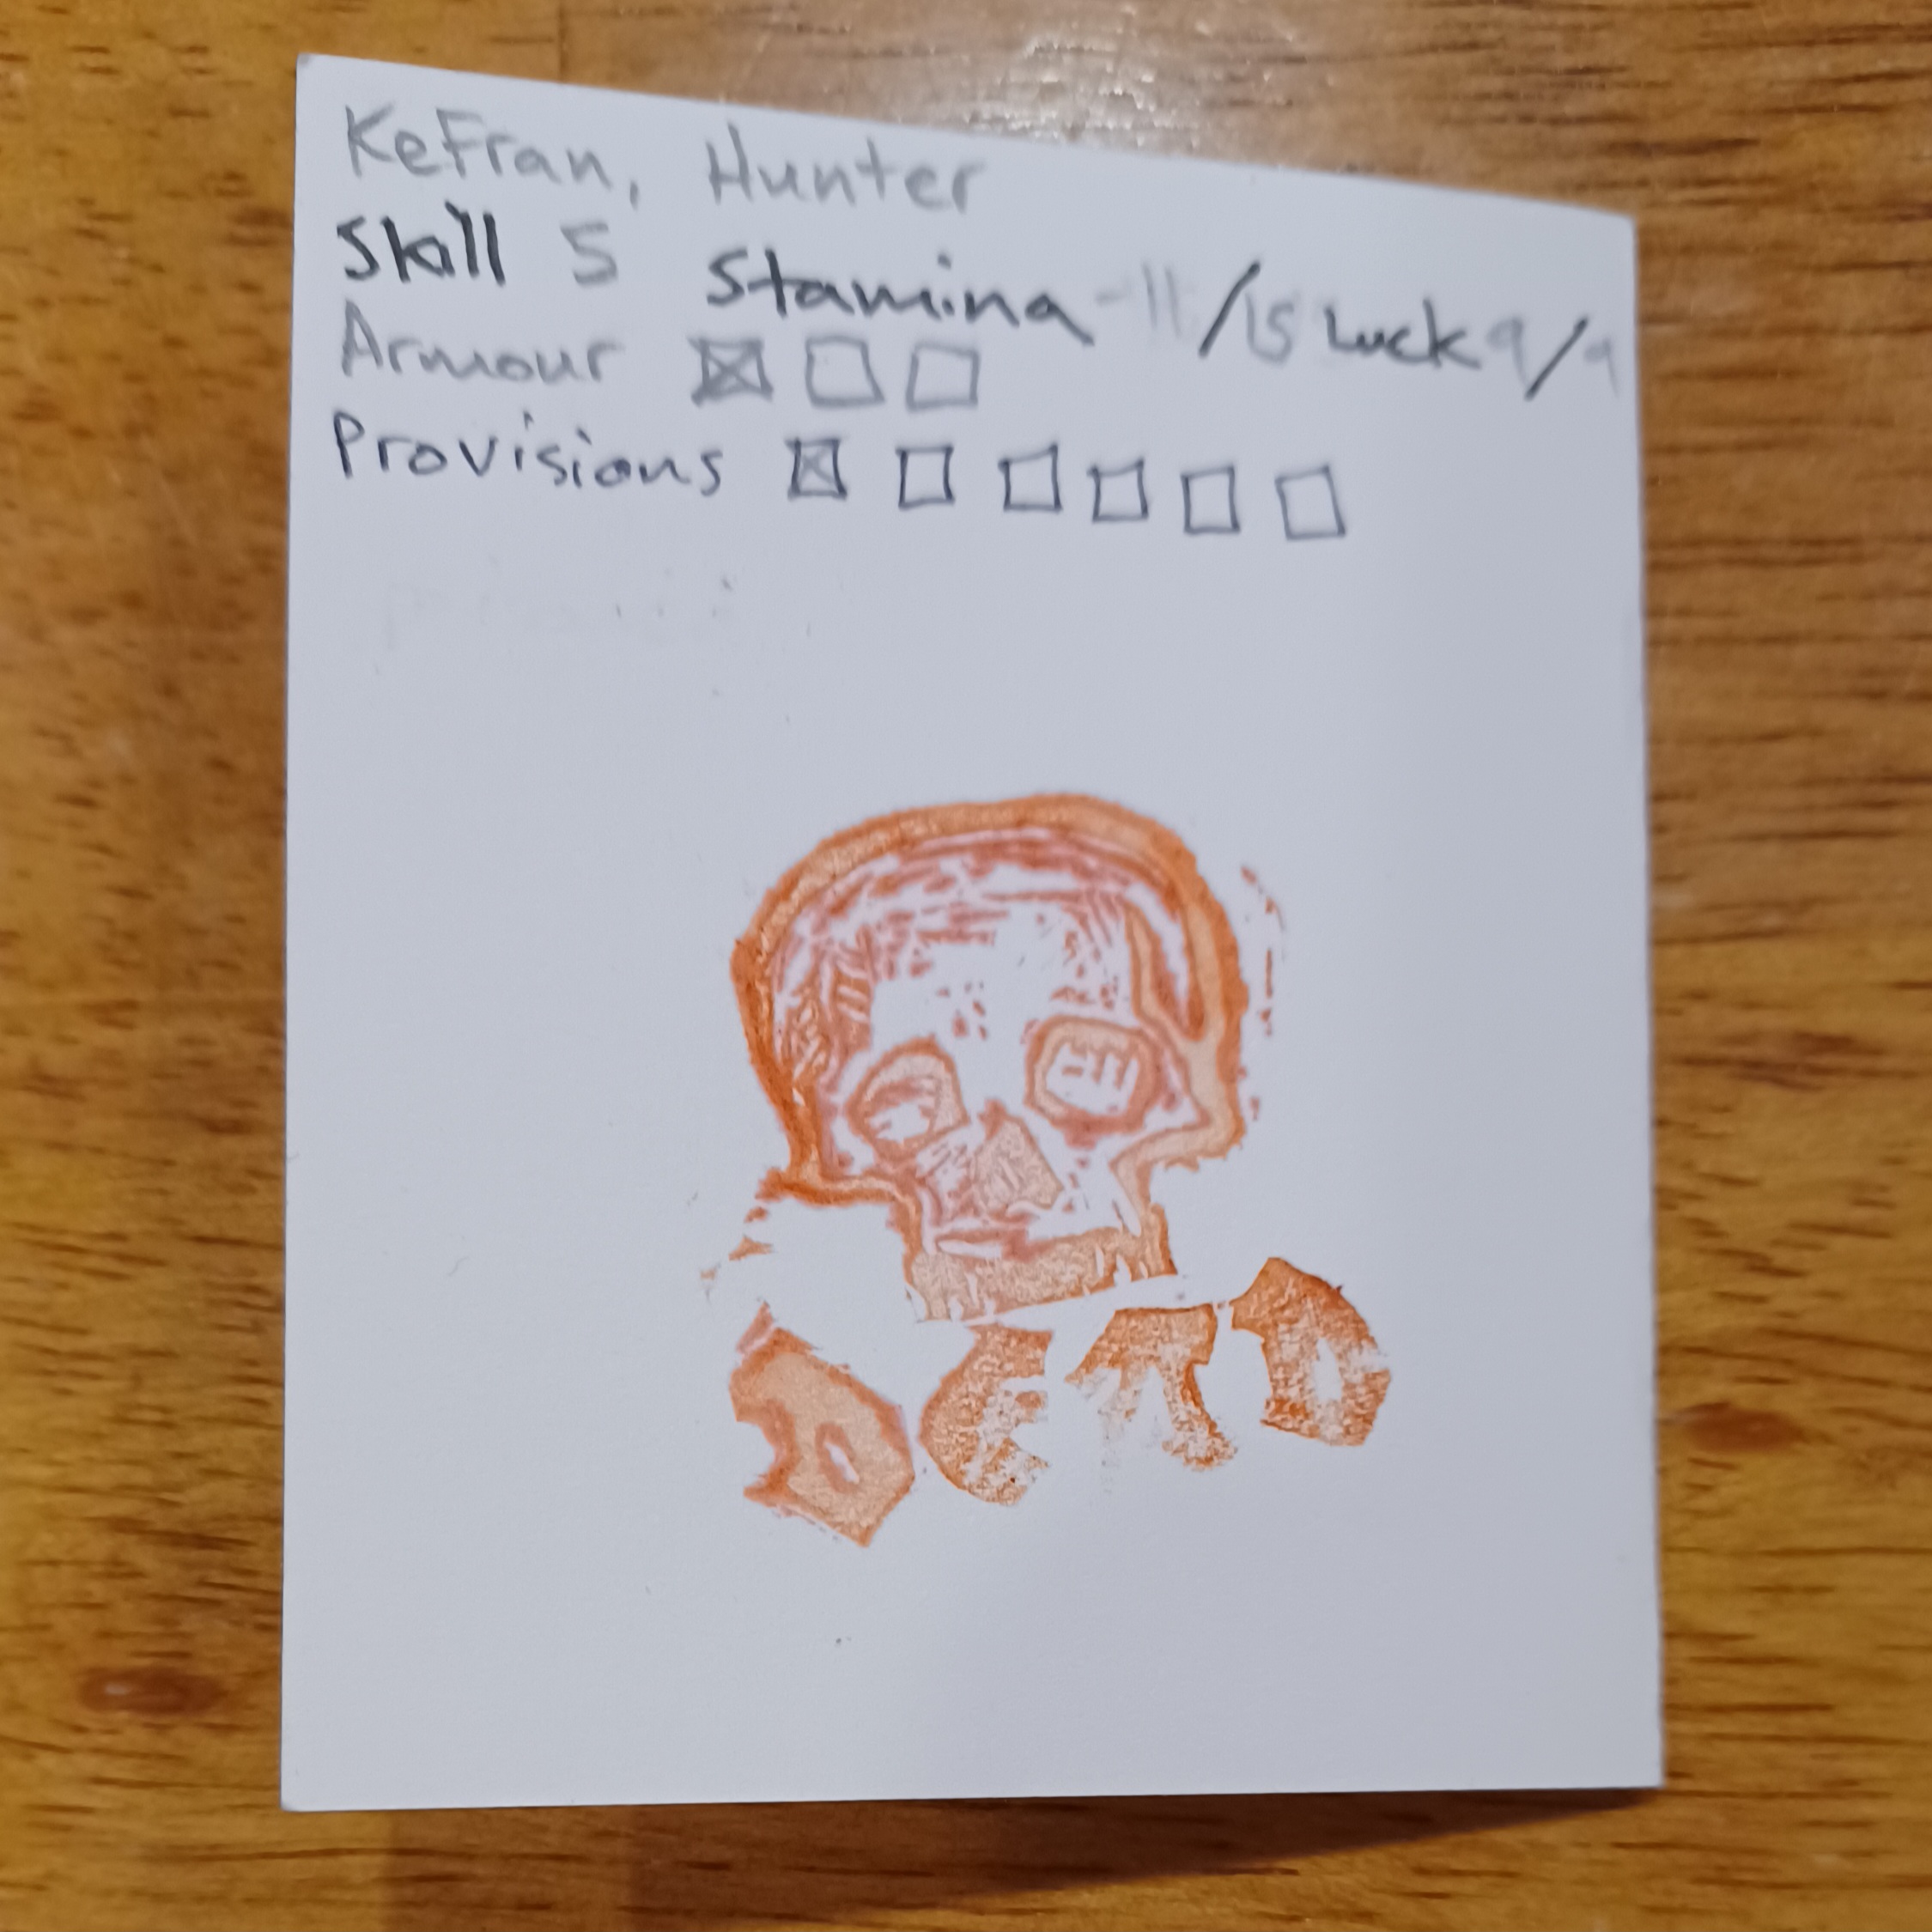 KeFran, Hunter
Skill 5 Stamina 11/15 Luck 9/9
Armour
Provisions
DEAD